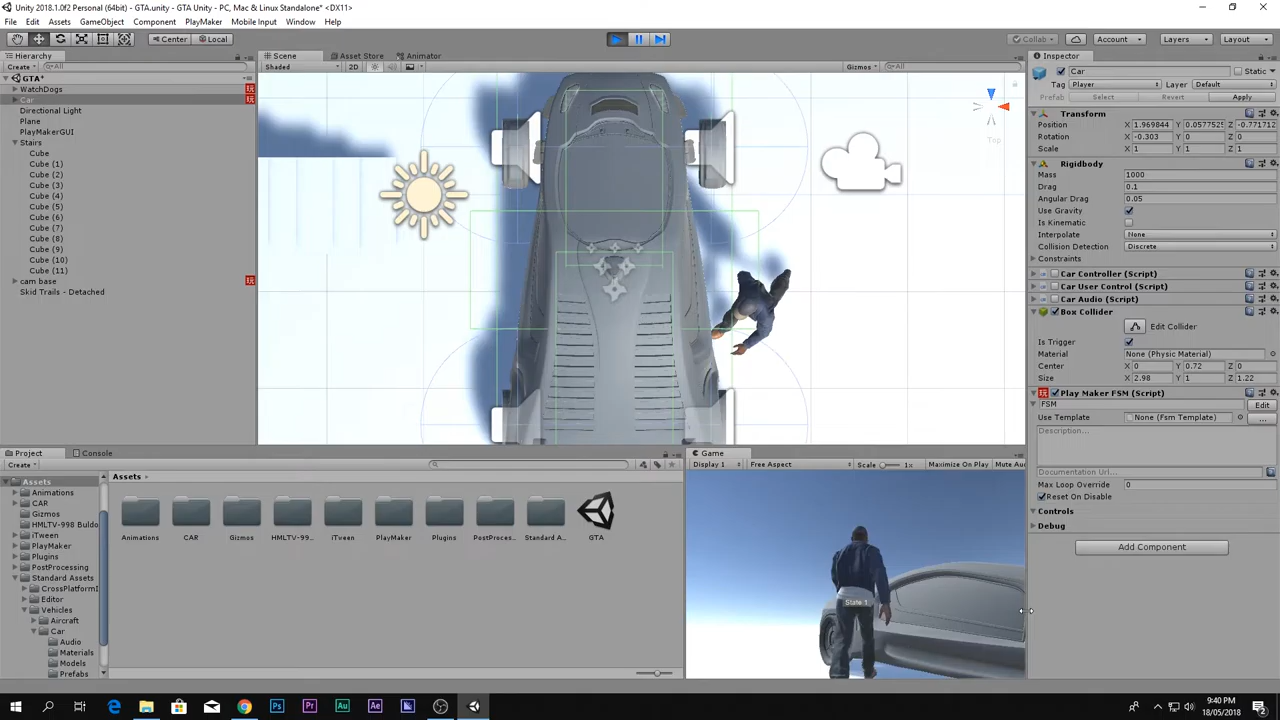 Unity 2018.1.0f2 Personal (64bit) - GTA.unity - GTA Unity - PC, Mac & Linux Standalone* <DX11>
File Edit Assets GameObject Component PlayMaker Mobile Input Window Help
Center Local Collab Account Layers Layout
Hierarchy
Create All
GTA*
WatchDogs
Car
Directional Light
Plane
PlayMakerGUI
Stairs
Cube
Cube (1)
Cube (2)
Cube (3)
Cube (4)
Cube (5)
Cube (6)
Cube (7)
Cube (8)
Cube (9)
Cube (10)
Cube (11)
cam base
Skid Trails - Detached
Scene Asset Store Animator
Shaded 2D Gizmos All
Top
Inspector
Car Static
Tag Player Layer Default
Prefab Select Revert Apply
Transform
Position X 1.969844 Y 0.0577525 Z -0.771712
Rotation X -0.303 Y 0 Z 0
Scale X 1 Y 1 Z 1
Rigidbody
Mass 1000
Drag 0.1
Angular Drag 0.05
Use Gravity
Is Kinematic
Interpolate None
Collision Detection Discrete
Constraints
Car Controller (Script)
Car User Control (Script)
Car Audio (Script)
Box Collider
Edit Collider
Is Trigger
Material None (Physic Material)
Center X 0 Y 0.72 Z 0
Size X 2.98 Y 1 Z 1.22
Play Maker FSM (Script)
FSM Edit
Use Template None (Fsm Template) ...
Description...
Documentation Url...
Max Loop Override 0
Reset On Disable
Controls
Debug
Add Component
Project Console
Create
Assets
Animations
CAR
Gizmos
HMLTV-998 Buldo
iTween
PlayMaker
Plugins
PostProcessing
Standard Assets
CrossPlatformI
Editor
Vehicles
Aircraft
Car
Audio
Materials
Models
Prefabs
Assets
Animations CAR Gizmos HMLTV-99... iTween PlayMaker Plugins PostProces... Standard A... GTA
Game
Display 1 Free Aspect Scale 1x Maximize On Play Mute Au
State 1
9:40 PM
18/05/2018